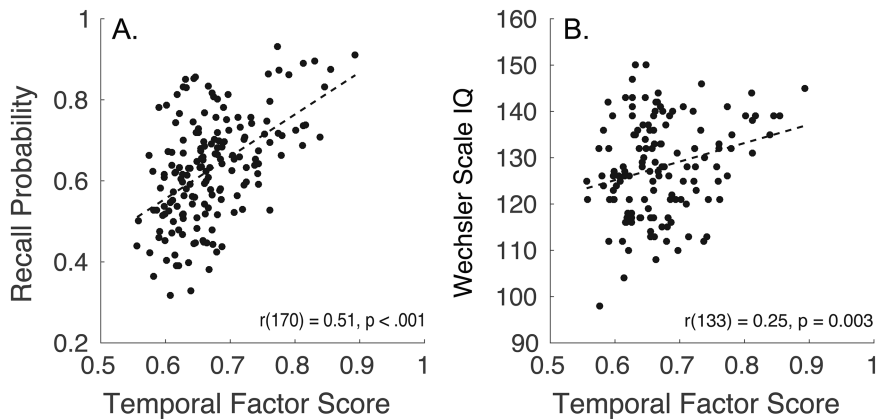 A.
1
0.8
0.6
0.4
0.2
Recall Probability
r(170) = 0.51, p < .001
0.5 0.6 0.7 0.8 0.9 1
Temporal Factor Score
B.
160
150
140
130
120
110
100
90
Wechsler Scale IQ
r(133) = 0.25, p = 0.003
0.5 0.6 0.7 0.8 0.9 1
Temporal Factor Score